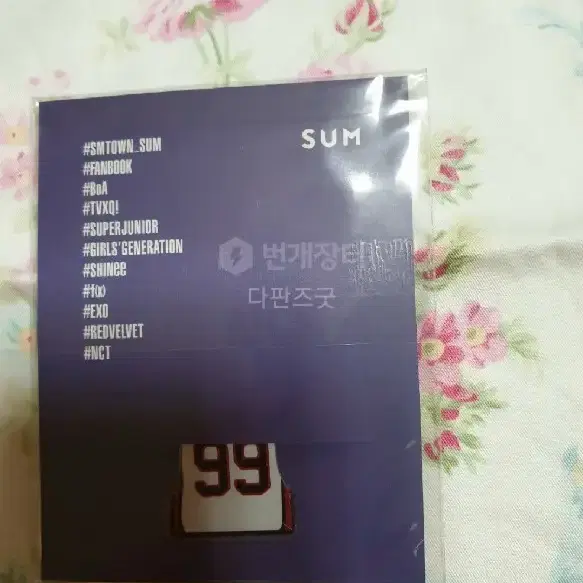 SUM
#SMTOWN_SUM
#FANBOOK
#BoA
#TVXQ!
#SUPERJUNIOR
#GIRLS'GENERATION
#SHINee
#f(x)
#EXO
#REDVELVET
#NCT
번개장터
다판즈굿
99